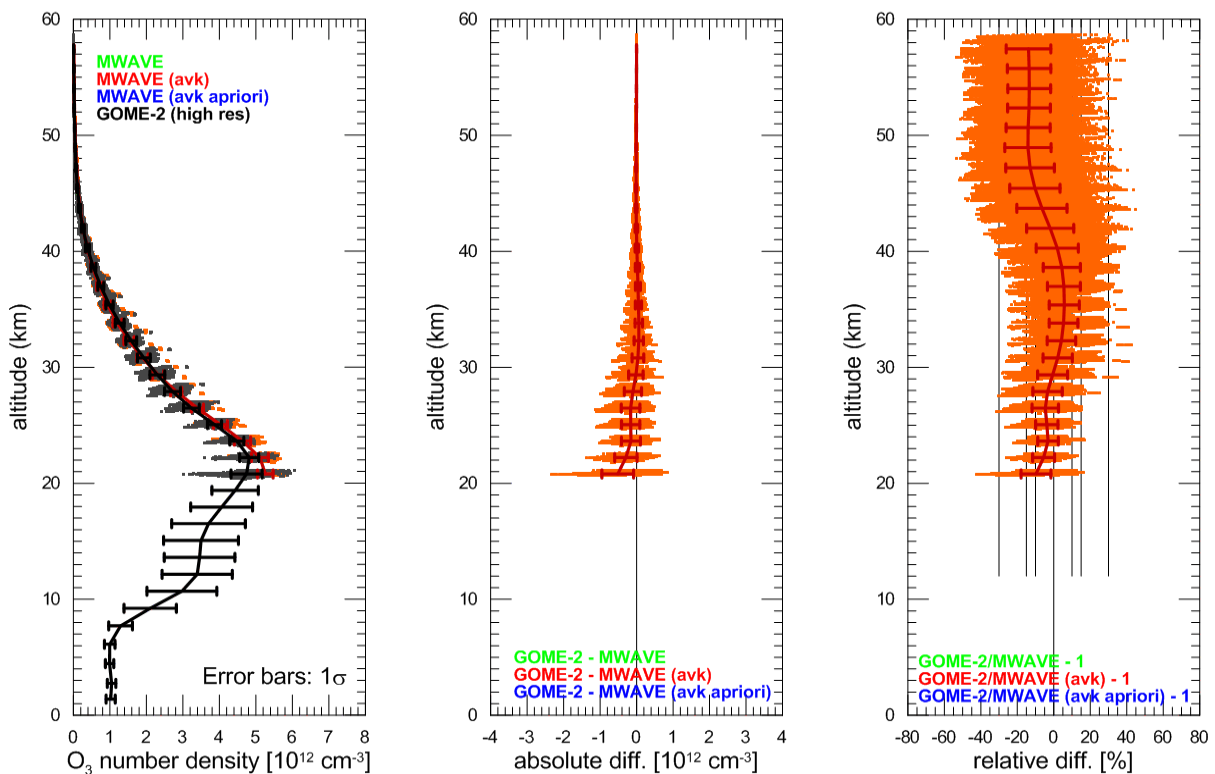 60
50
40
30
20
10
0
altitude (km)
MWAVE
MWAVE (avk)
MWAVE (avk apriori)
GOME-2 (high res)
Error bars: 1σ
0 1 2 3 4 5 6 7 8
O₃ number density [10¹² cm⁻³]
60
50
40
30
20
10
0
altitude (km)
GOME-2 - MWAVE
GOME-2 - MWAVE (avk)
GOME-2 - MWAVE (avk apriori)
-4 -3 -2 -1 0 1 2 3 4
absolute diff. [10¹² cm⁻³]
60
50
40
30
20
10
0
altitude (km)
GOME-2/MWAVE - 1
GOME-2/MWAVE (avk) - 1
GOME-2/MWAVE (avk apriori) - 1
-80 -60 -40 -20 0 20 40 60 80
relative diff. [%]